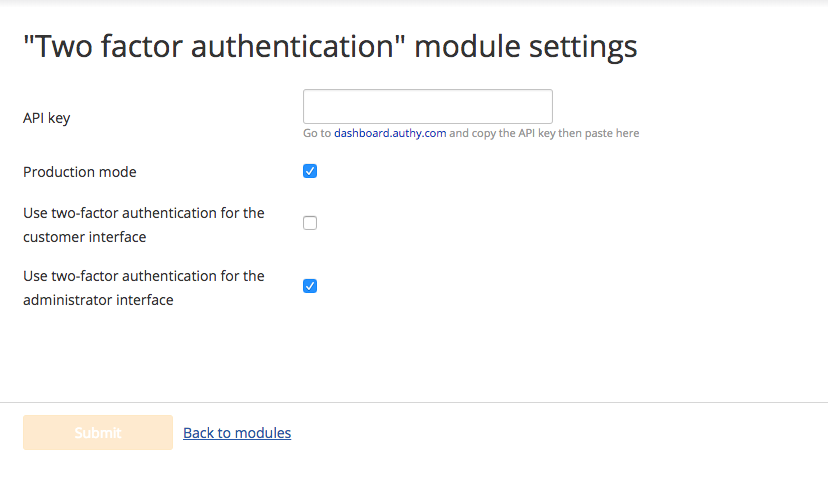 "Two factor authentication" module settings
API key
Go to dashboard.authy.com and copy the API key then paste here
Production mode
Use two-factor authentication for the
customer interface
Use two-factor authentication for the
administrator interface
Submit
Back to modules